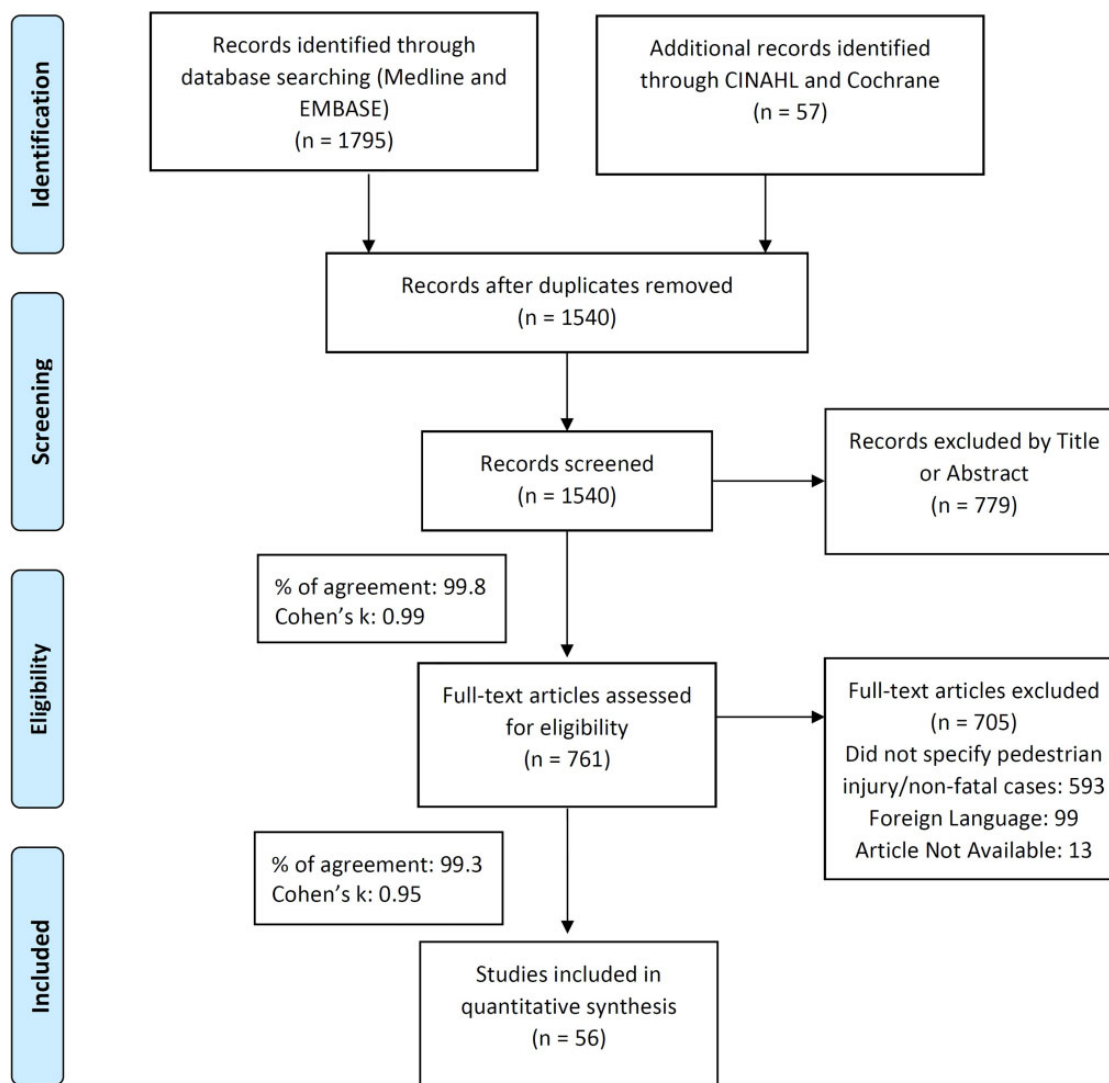 Identification
Records identified through
database searching (Medline and
EMBASE)
(n = 1795)
Additional records identified
through CINAHL and Cochrane
(n = 57)
Records after duplicates removed
(n = 1540)
Screening
Records screened
(n = 1540)
Records excluded by Title
or Abstract
(n = 779)
% of agreement: 99.8
Cohen's k: 0.99
Eligibility
Full-text articles assessed
for eligibility
(n = 761)
Full-text articles excluded
(n = 705)
Did not specify pedestrian
injury/non-fatal cases: 593
Foreign Language: 99
Article Not Available: 13
% of agreement: 99.3
Cohen's k: 0.95
Included
Studies included in
quantitative synthesis
(n = 56)